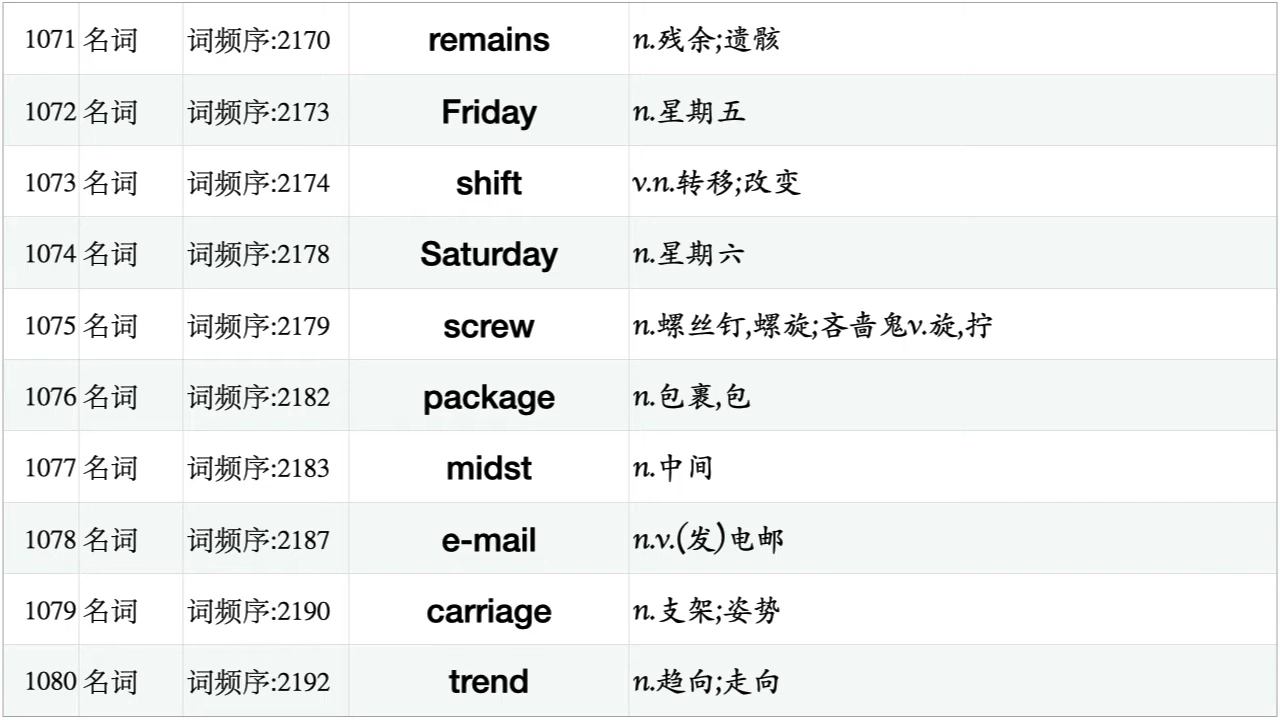 1071 名词 词频序:2170 remains n.残余;遗骸
1072 名词 词频序:2173 Friday n.星期五
1073 名词 词频序:2174 shift v.n.转移;改变
1074 名词 词频序:2178 Saturday n.星期六
1075 名词 词频序:2179 screw n.螺丝钉,螺旋;吝啬鬼v.旋,拧
1076 名词 词频序:2182 package n.包裹,包
1077 名词 词频序:2183 midst n.中间
1078 名词 词频序:2187 e-mail n.v.(发)电邮
1079 名词 词频序:2190 carriage n.支架;姿势
1080 名词 词频序:2192 trend n.趋向;走向